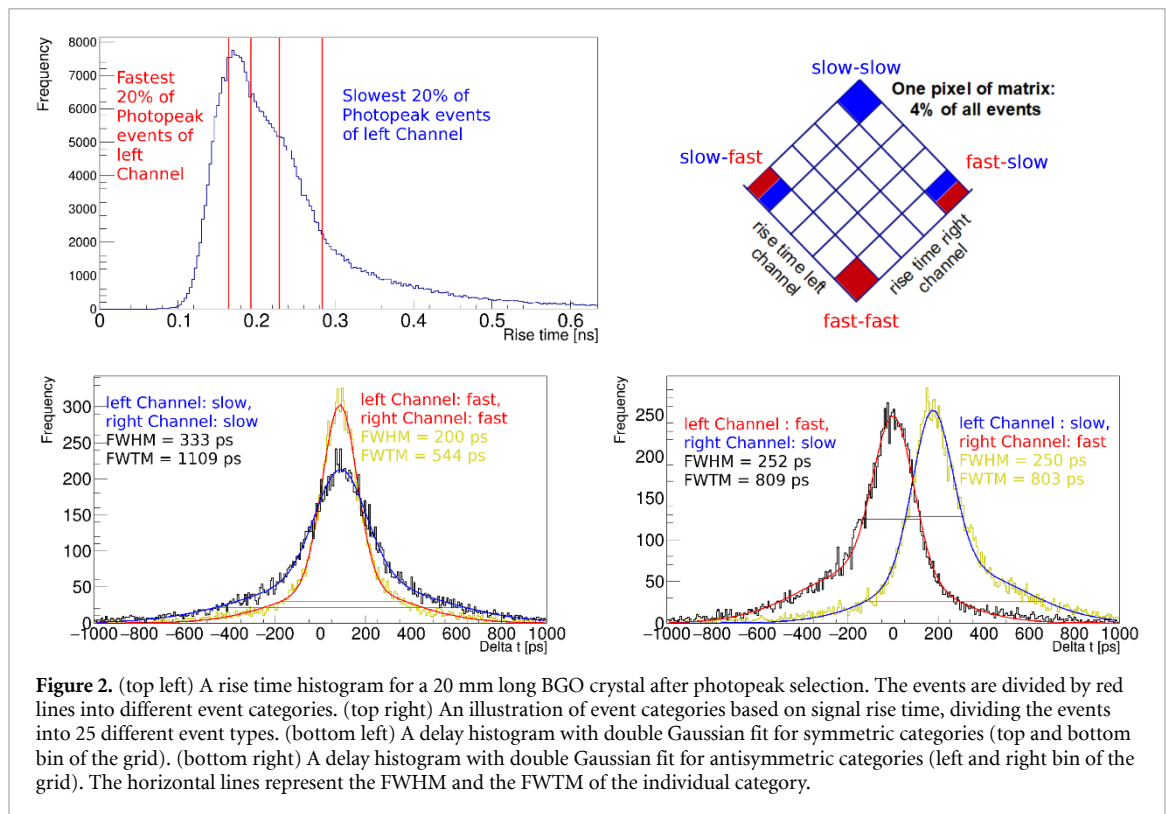 Frequency
8000
7000
6000
5000
4000
3000
2000
1000
0
Fastest
20% of
Photopeak
events of
left
Channel
Slowest 20% of
Photopeak events
of left Channel
0 0.1 0.2 0.3 0.4 0.5 0.6
Rise time [ns]
slow-slow
One pixel of matrix:
4% of all events
slow-fast
fast-slow
rise time left
channel
rise time right
channel
fast-fast
Frequency
300
250
200
150
100
50
0
left Channel: slow,
right Channel: slow
FWHM = 333 ps
FWTM = 1109 ps
left Channel: fast,
right Channel: fast
FWHM = 200 ps
FWTM = 544 ps
−1000 −800 −600 −400 −200 0 200 400 600 800 1000
Delta t [ps]
Frequency
250
200
150
100
50
0
left Channel : fast,
right Channel: slow
FWHM = 252 ps
FWTM = 809 ps
left Channel : slow,
right Channel: fast
FWHM = 250 ps
FWTM = 803 ps
−1000 −800 −600 −400 −200 0 200 400 600 800 1000
Delta t [ps]
Figure 2. (top left) A rise time histogram for a 20 mm long BGO crystal after photopeak selection. The events are divided by red
lines into different event categories. (top right) An illustration of event categories based on signal rise time, dividing the events
into 25 different event types. (bottom left) A delay histogram with double Gaussian fit for symmetric categories (top and bottom
bin of the grid). (bottom right) A delay histogram with double Gaussian fit for antisymmetric categories (left and right bin of the
grid). The horizontal lines represent the FWHM and the FWTM of the individual category.